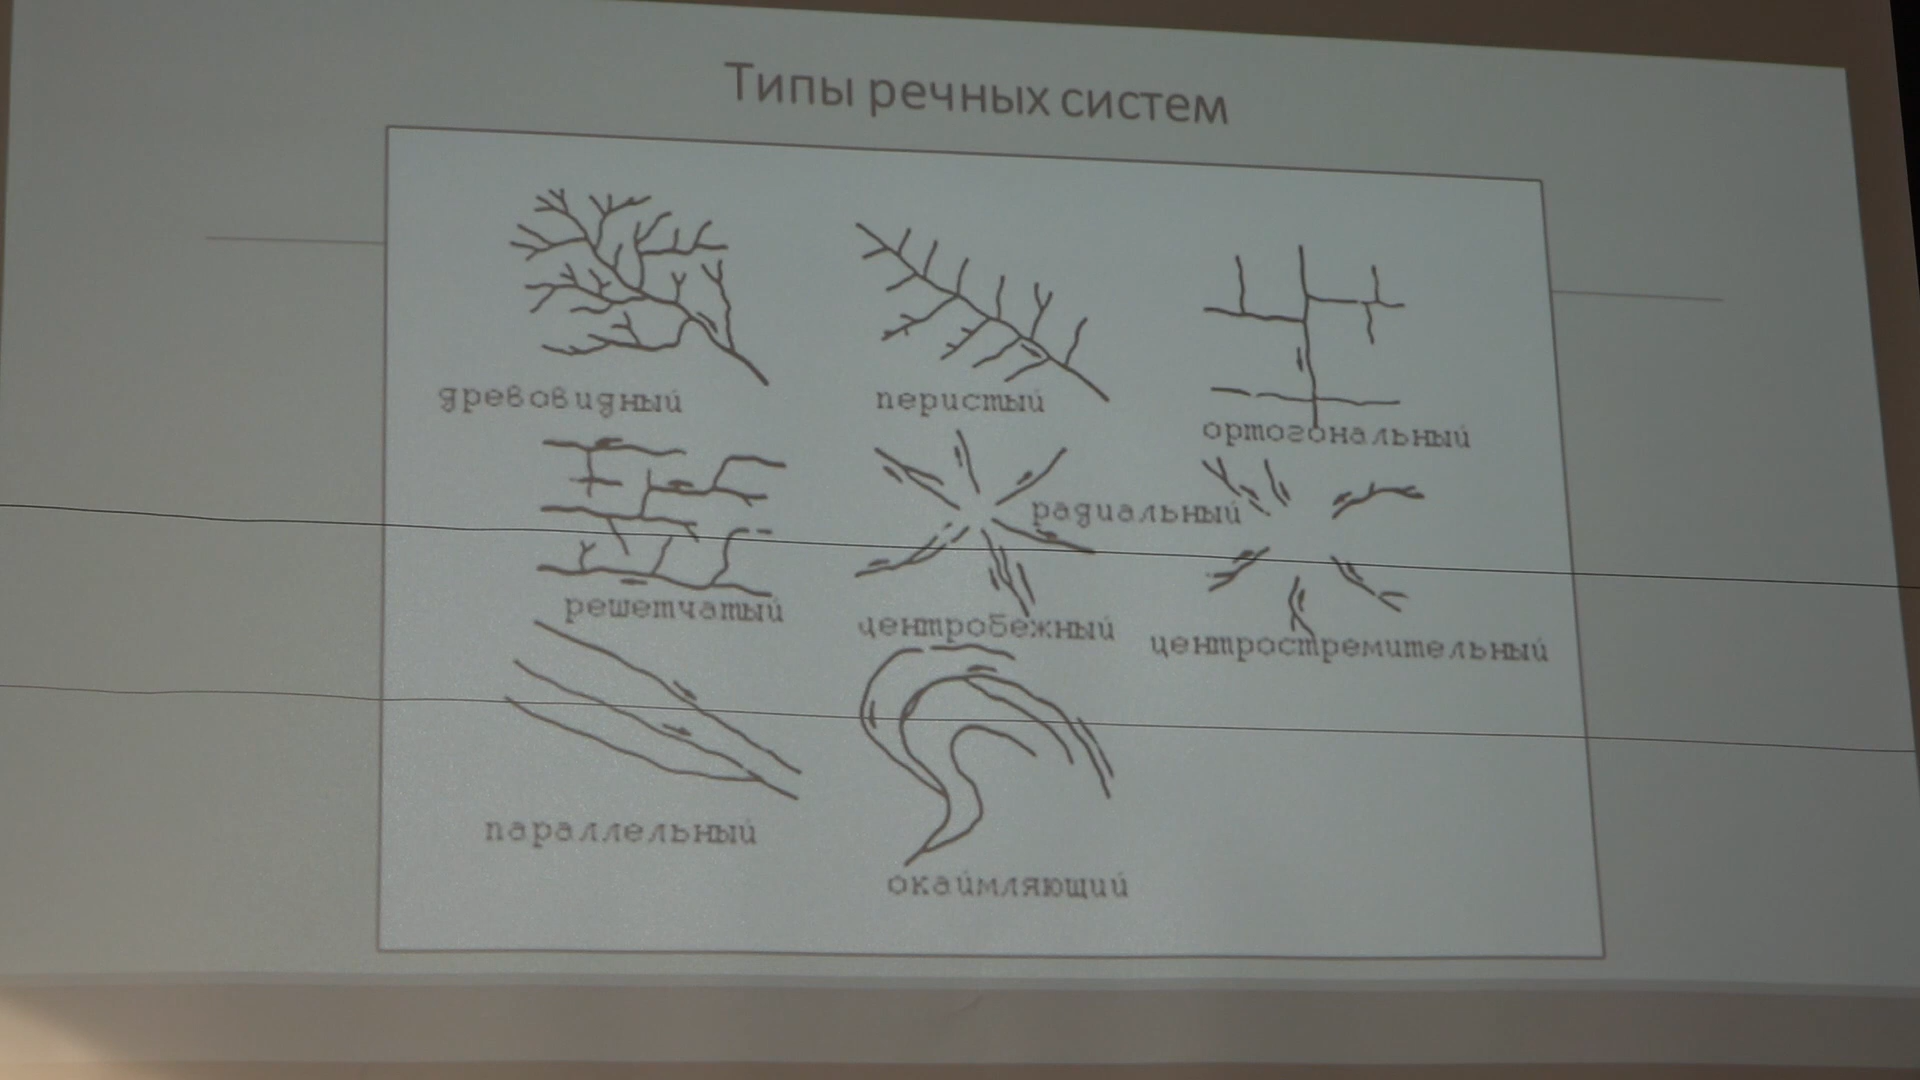 Типы речных систем
древовидный
перистый
ортогональный
решетчатый
радиальный
центробежный
центростремительный
параллельный
окаймляющий